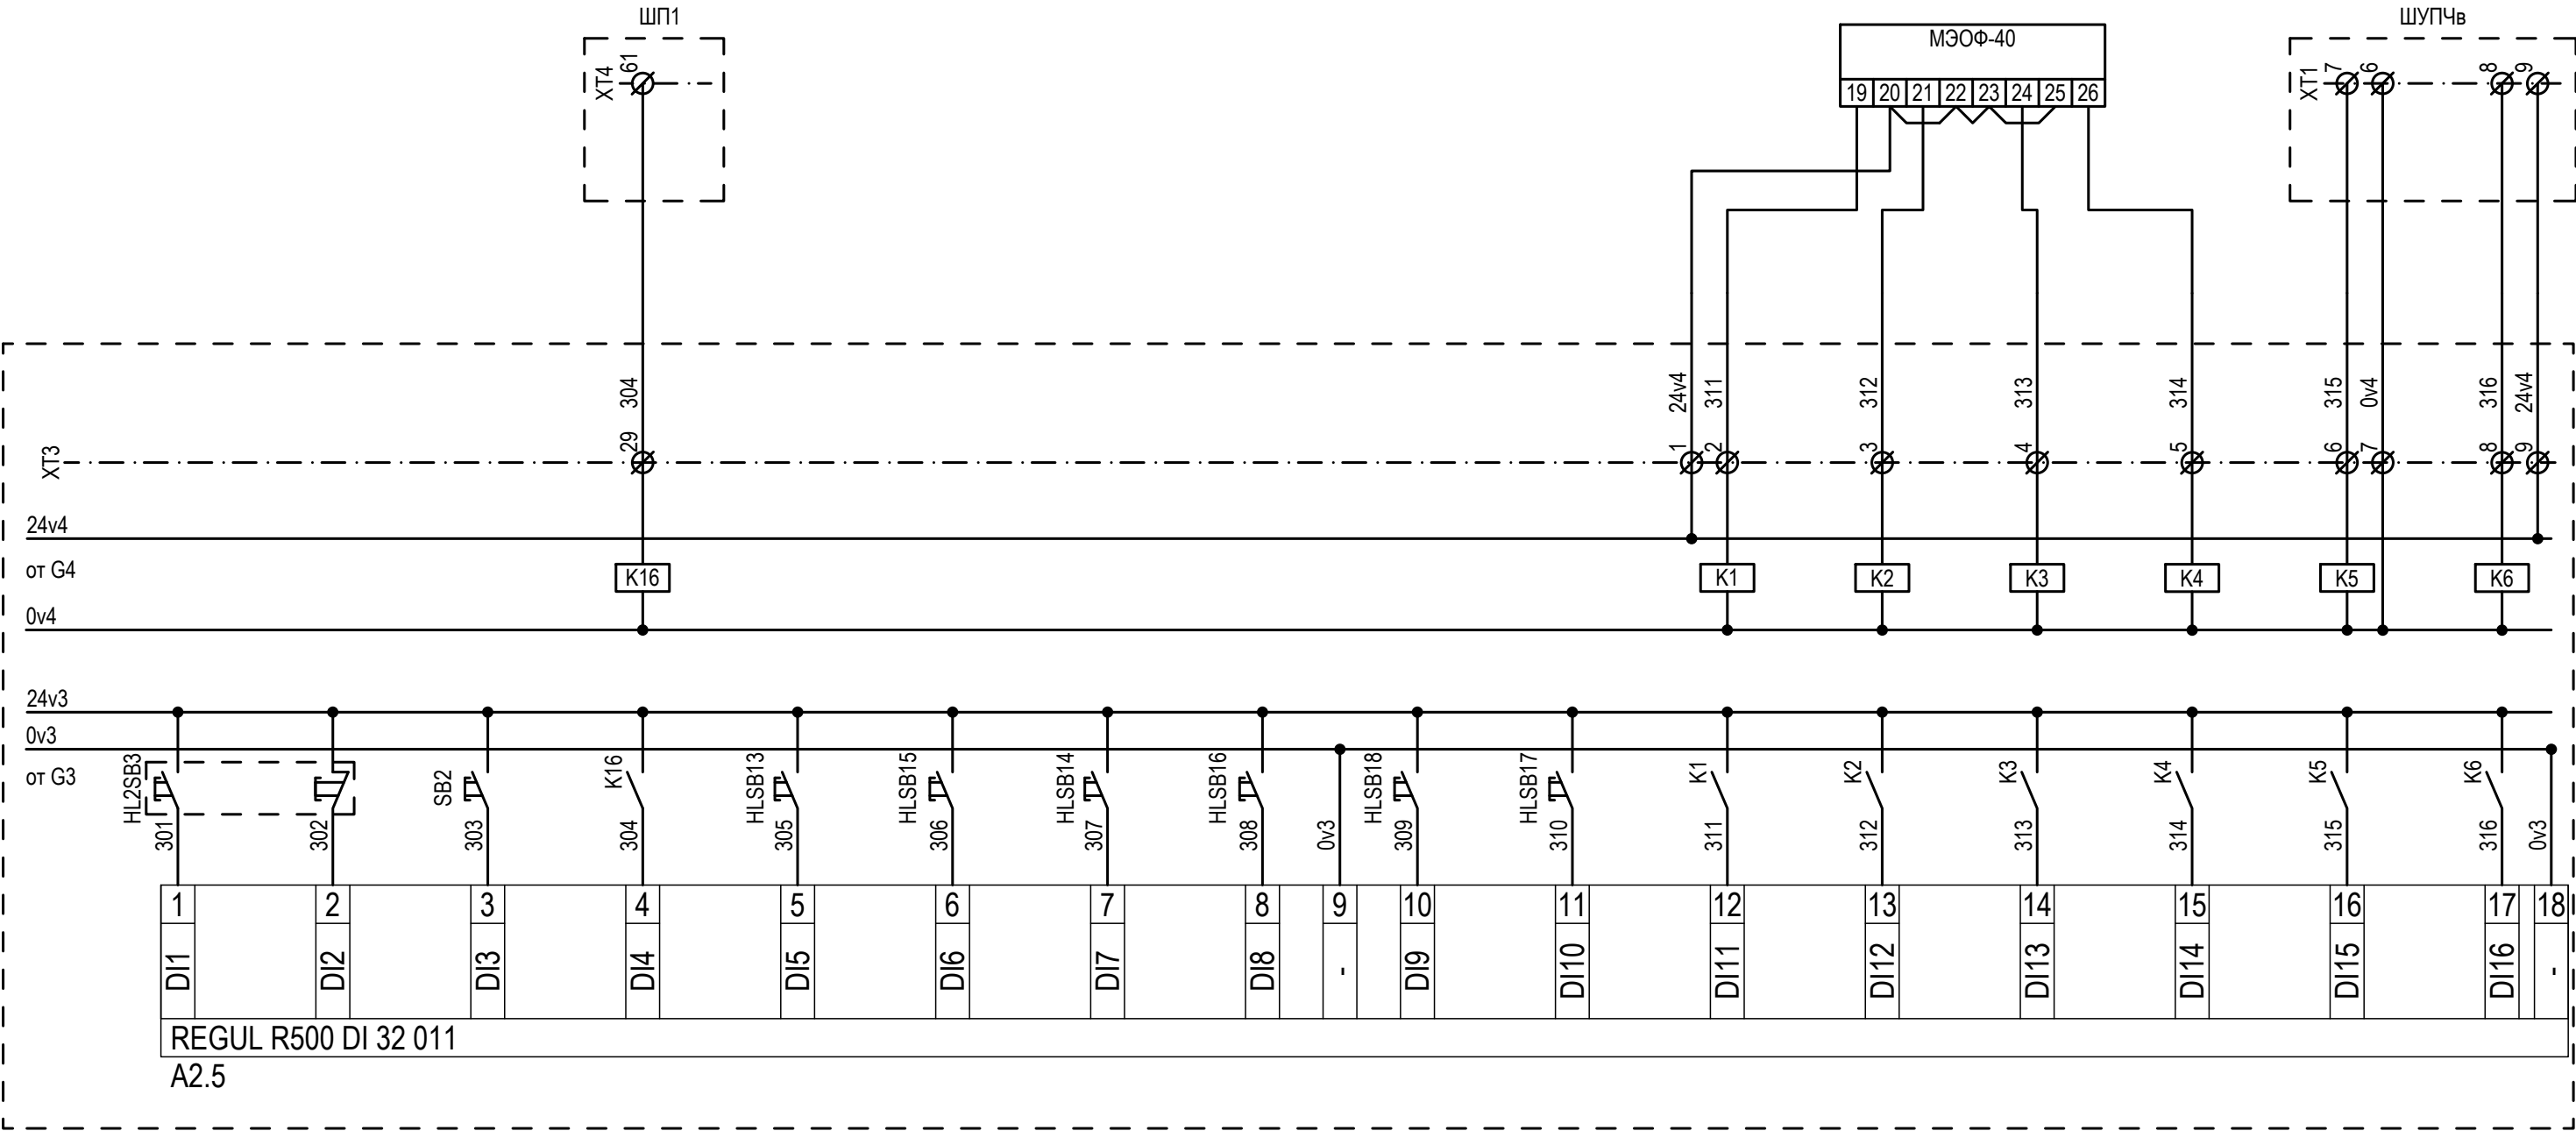 ШП1
МЭОФ-40
ШУПЧв
XT4
61
19 20 21 22 23 24 25 26
XT1
7
6
8
9
304
24v4
311
312
313
314
315
0v4
316
24v4
XT3
29
1
2
3
4
5
6
7
8
9
24v4
от G4
K16
K1
K2
K3
K4
K5
K6
0v4
24v3
0v3
от G3
HL2SB3
SB2
K16
HLSB13
HLSB15
HLSB14
HLSB16
HLSB18
HLSB17
K1
K2
K3
K4
K5
K6
301
302
303
304
305
306
307
308
0v3
309
310
311
312
313
314
315
316
0v3
1 2 3 4 5 6 7 8 9 10 11 12 13 14 15 16 17 18
DI1
DI2
DI3
DI4
DI5
DI6
DI7
DI8
-
DI9
DI10
DI11
DI12
DI13
DI14
DI15
DI16
-
REGUL R500 DI 32 011
A2.5